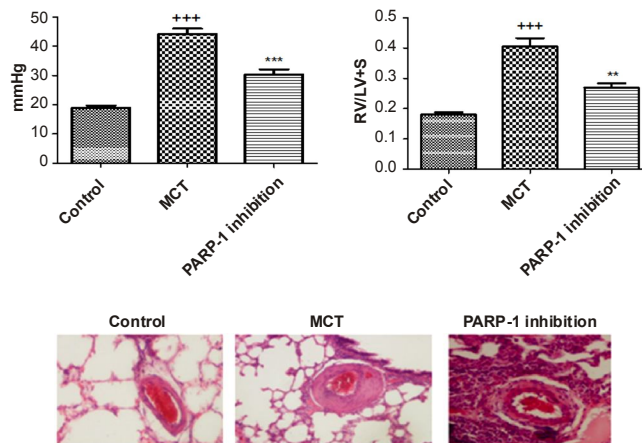 50
40
30
20
10
0
mmHg
+++
***
Control
MCT
PARP-1 inhibition
0.5
0.4
0.3
0.2
0.1
0.0
RV/LV+S
+++
**
Control
MCT
PARP-1 inhibition
Control
MCT
PARP-1 inhibition